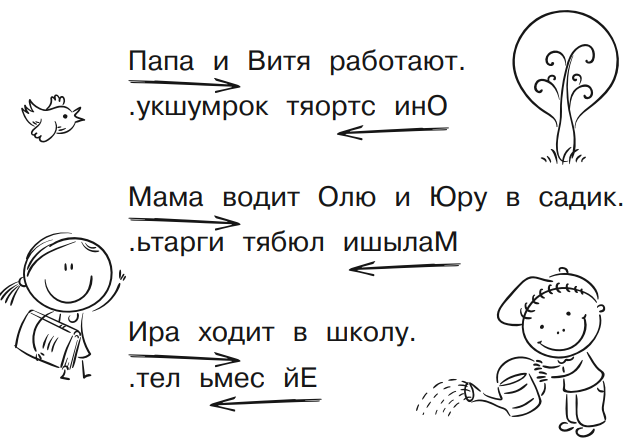 Папа и Витя работают.
.укшумрок тяортс инО
Мама водит Олю и Юру в садик.
.ьтарги тябюл ишылаМ
Ира ходит в школу.
.тел ьмес йЕ